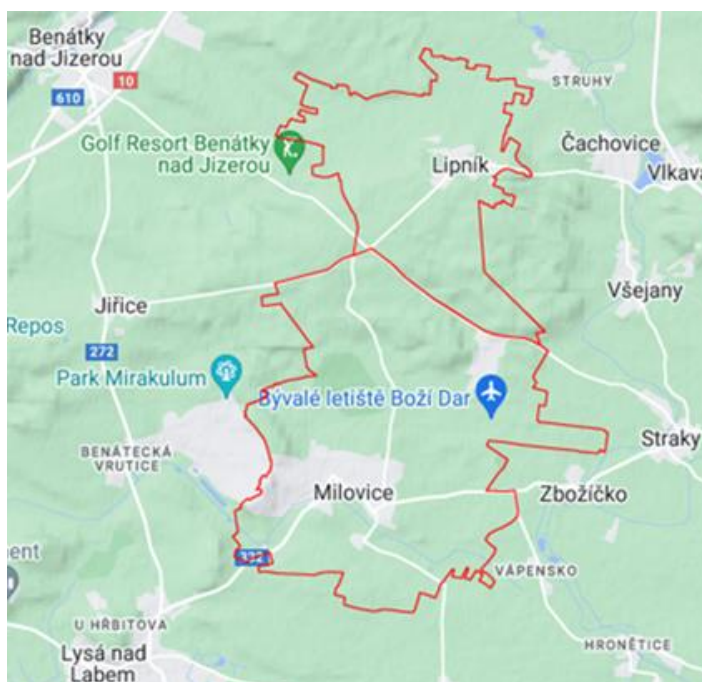 Benátky
nad Jizerou
10
610
STRUHY
Golf Resort Benátky
nad Jizerou
Čachovice
Lipník
Vlkava
Všejany
Jiřice
Repos
272
Park Mirakulum
Bývalé letiště Boží Dar
Straky
BENÁTECKÁ
VRUTICE
Milovice
Zbožíčko
ent
VÁPENSKO
U HŘBITOVA
HRONĚTICE
Lysá nad
Labem